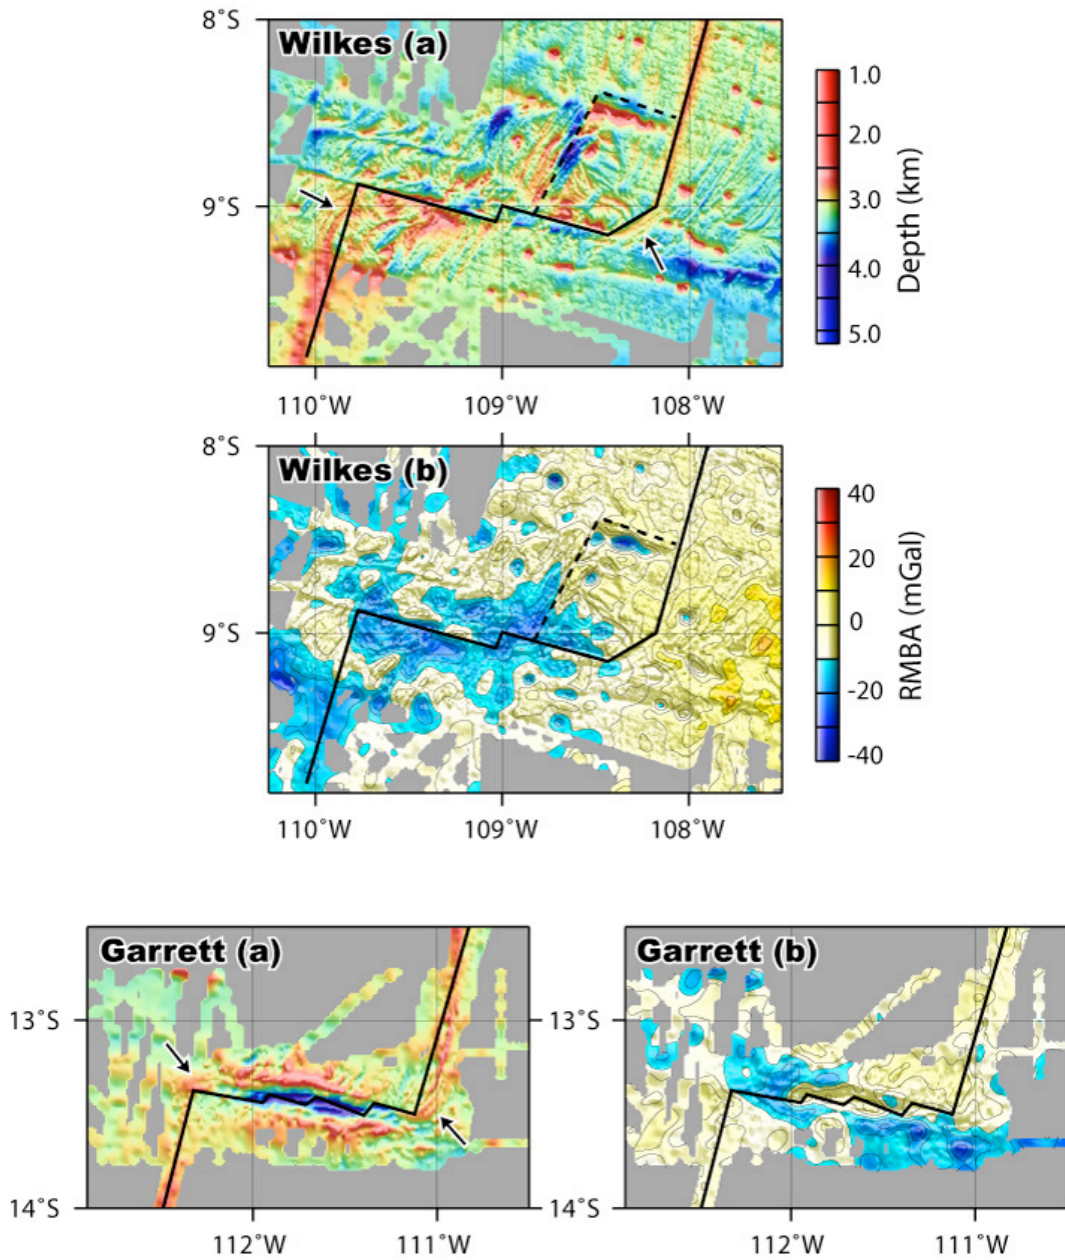 Wilkes (a)
8°S
9°S
110°W 109°W 108°W
1.0
2.0
3.0
4.0
5.0
Depth (km)
Wilkes (b)
8°S
9°S
110°W 109°W 108°W
40
20
0
-20
-40
RMBA (mGal)
Garrett (a)
13°S
14°S
112°W 111°W
Garrett (b)
13°S
14°S
112°W 111°W